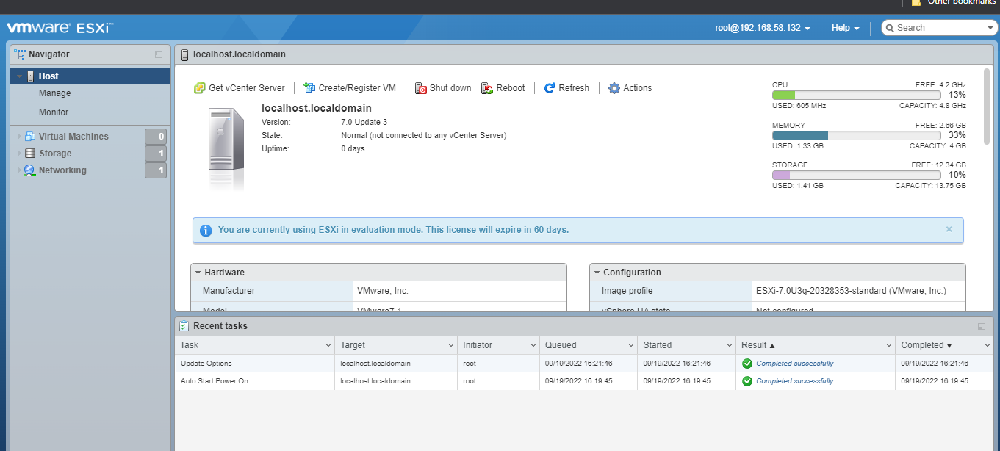 Other bookmarks
vmware ESXi™
root@192.168.58.132
Help
Search
Navigator
localhost.localdomain
Host
Manage
Monitor
Virtual Machines 0
Storage 1
Networking 1
Get vCenter Server
Create/Register VM
Shut down
Reboot
Refresh
Actions
localhost.localdomain
Version: 7.0 Update 3
State: Normal (not connected to any vCenter Server)
Uptime: 0 days
CPU FREE: 4.2 GHz
13%
USED: 605 MHz CAPACITY: 4.8 GHz
MEMORY FREE: 2.66 GB
33%
USED: 1.33 GB CAPACITY: 4 GB
STORAGE FREE: 12.34 GB
10%
USED: 1.41 GB CAPACITY: 13.75 GB
You are currently using ESXi in evaluation mode. This license will expire in 60 days.
Hardware
Manufacturer VMware, Inc.
Model VMware7,1
Configuration
Image profile ESXi-7.0U3g-20328353-standard (VMware, Inc.)
vSphere HA state Not configured
Recent tasks
Task Target Initiator Queued Started Result Completed
Update Options localhost.localdomain root 09/19/2022 16:21:46 09/19/2022 16:21:46 Completed successfully 09/19/2022 16:21:46
Auto Start Power On localhost.localdomain root 09/19/2022 16:19:45 09/19/2022 16:19:45 Completed successfully 09/19/2022 16:19:45